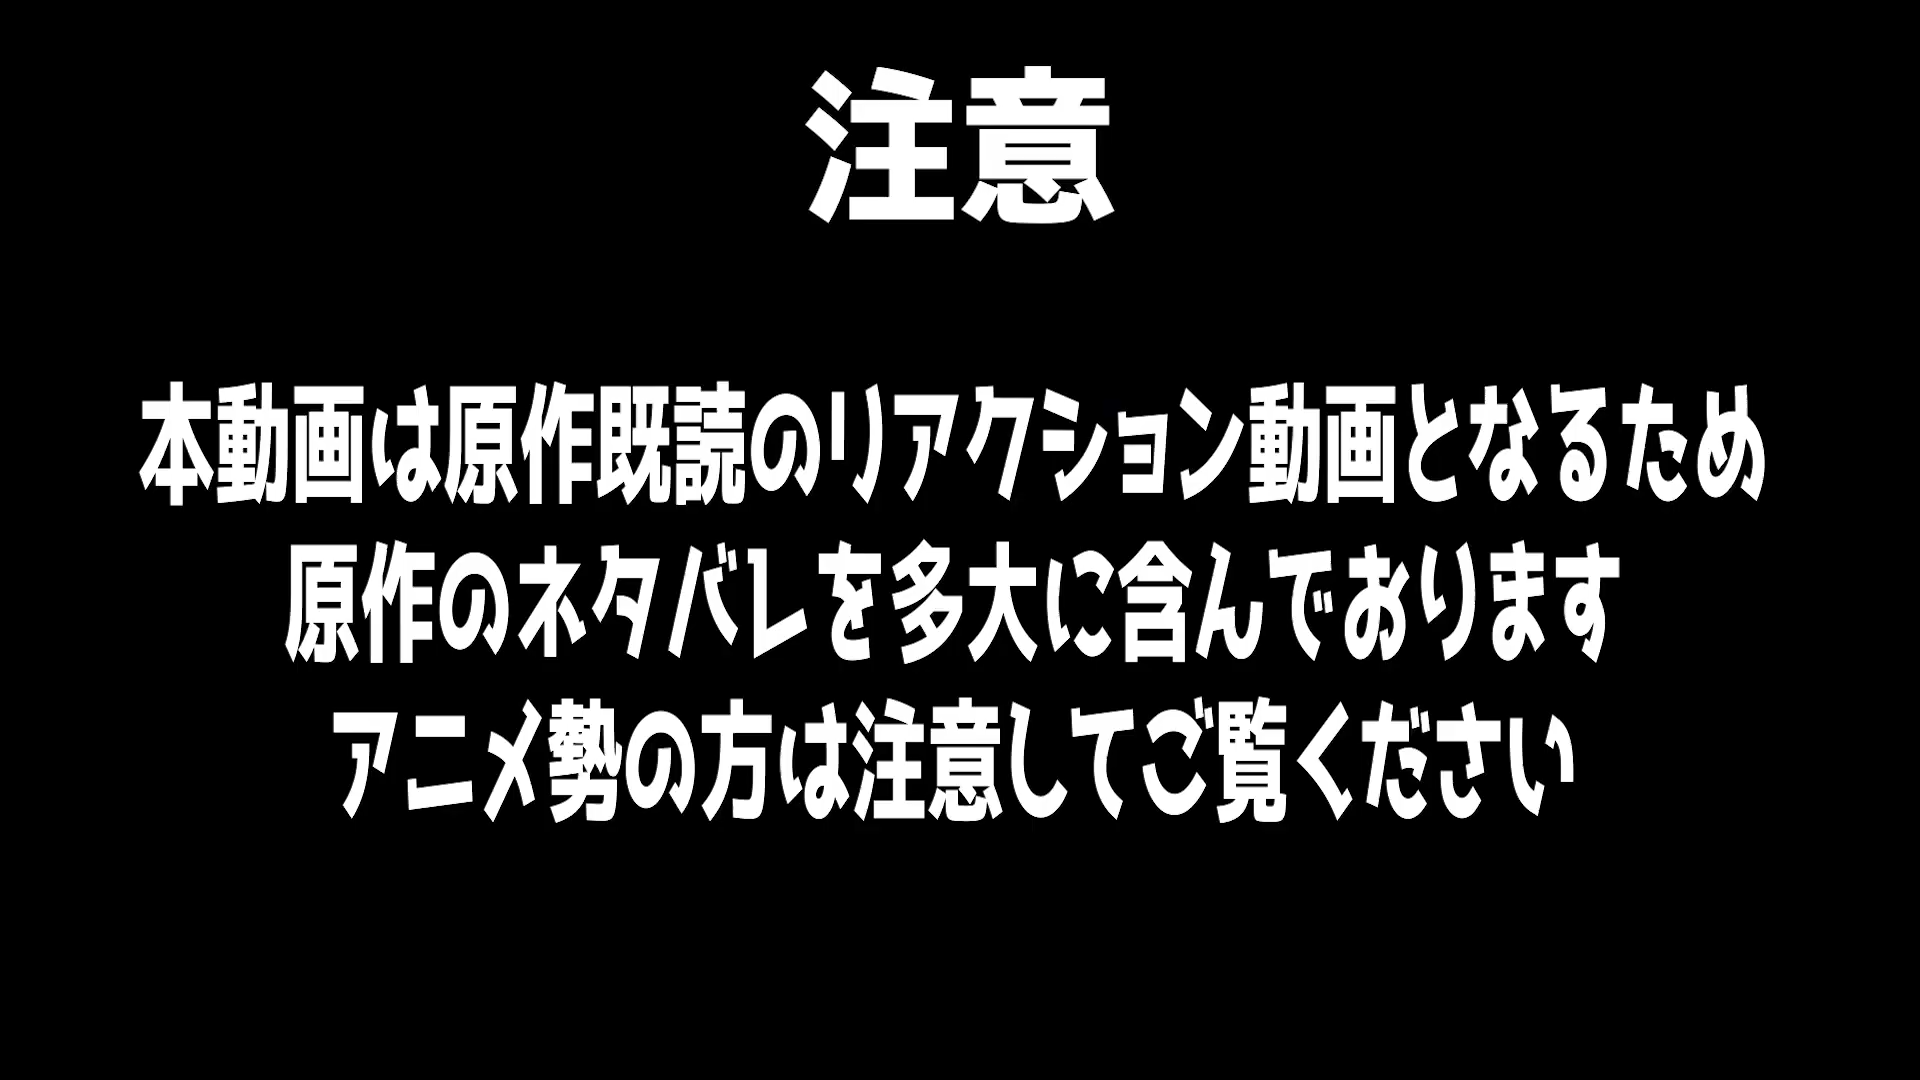 注意
本動画は原作既読のリアクション動画となるため
原作のネタバレを多大に含んでおります
アニメ勢の方は注意してご覧ください